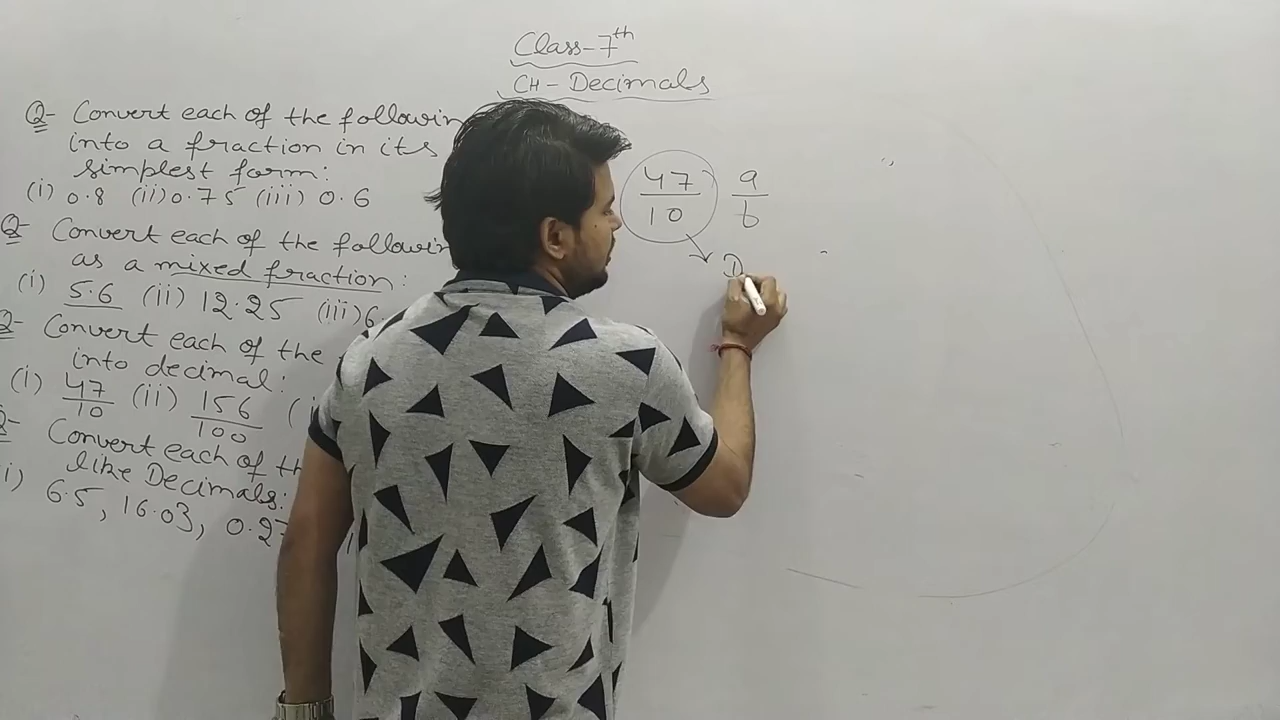 Class-7th
CH- Decimals
Q- Convert each of the followin
into a fraction in its
simplest form:
(i) 0.8 (ii) 0.75 (iii) 0.6
Q- Convert each of the followin
as a mixed fraction:
(i) 5.6 (ii) 12.25 (iii) 6.
Q- Convert each of the
into decimal:
(i) 47/10 (ii) 156/100 (
Q- Convert each of th
like Decimals:
i) 6.5, 16.03, 0.27
47/10 a/b
D